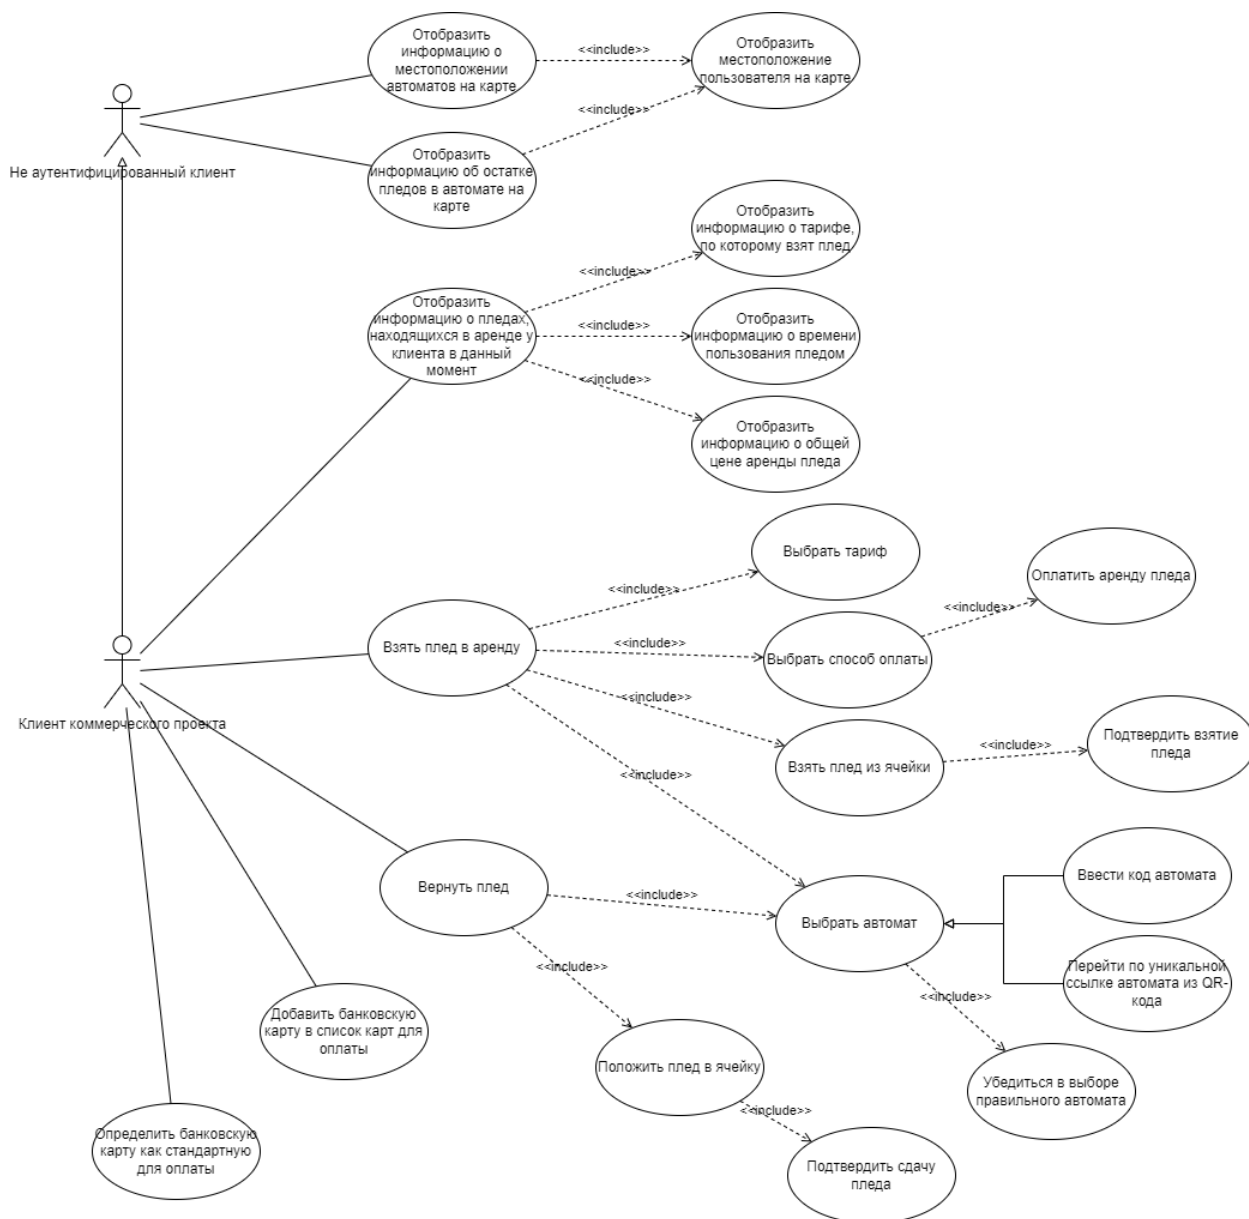 Отобразить
информацию о
местоположении
автоматов на карте
<<include>>
Отобразить
местоположение
пользователя на карте
<<include>>
Не аутентифицированный клиент
Отобразить
информацию об остатке
пледов в автомате на
карте
Отобразить
информацию о тарифе,
по которому взят плед
<<include>>
Отобразить
информацию о пледах,
находящихся в аренде у
клиента в данный
момент
<<include>>
Отобразить
информацию о времени
пользования пледом
<<include>>
Отобразить
информацию о общей
цене аренды пледа
Выбрать тариф
<<include>>
Оплатить аренду пледа
<<include>>
Взять плед в аренду
<<include>>
Выбрать способ оплаты
Клиент коммерческого проекта
<<include>>
Взять плед из ячейки
<<include>>
Подтвердить взятие
пледа
<<include>>
Вернуть плед
<<include>>
Выбрать автомат
Ввести код автомата
Перейти по уникальной
ссылке автомата из QR-
кода
<<include>>
<<include>>
Добавить банковскую
карту в список карт для
оплаты
Положить плед в ячейку
Убедиться в выборе
правильного автомата
<<include>>
Определить банковскую
карту как стандартную
для оплаты
Подтвердить сдачу
пледа